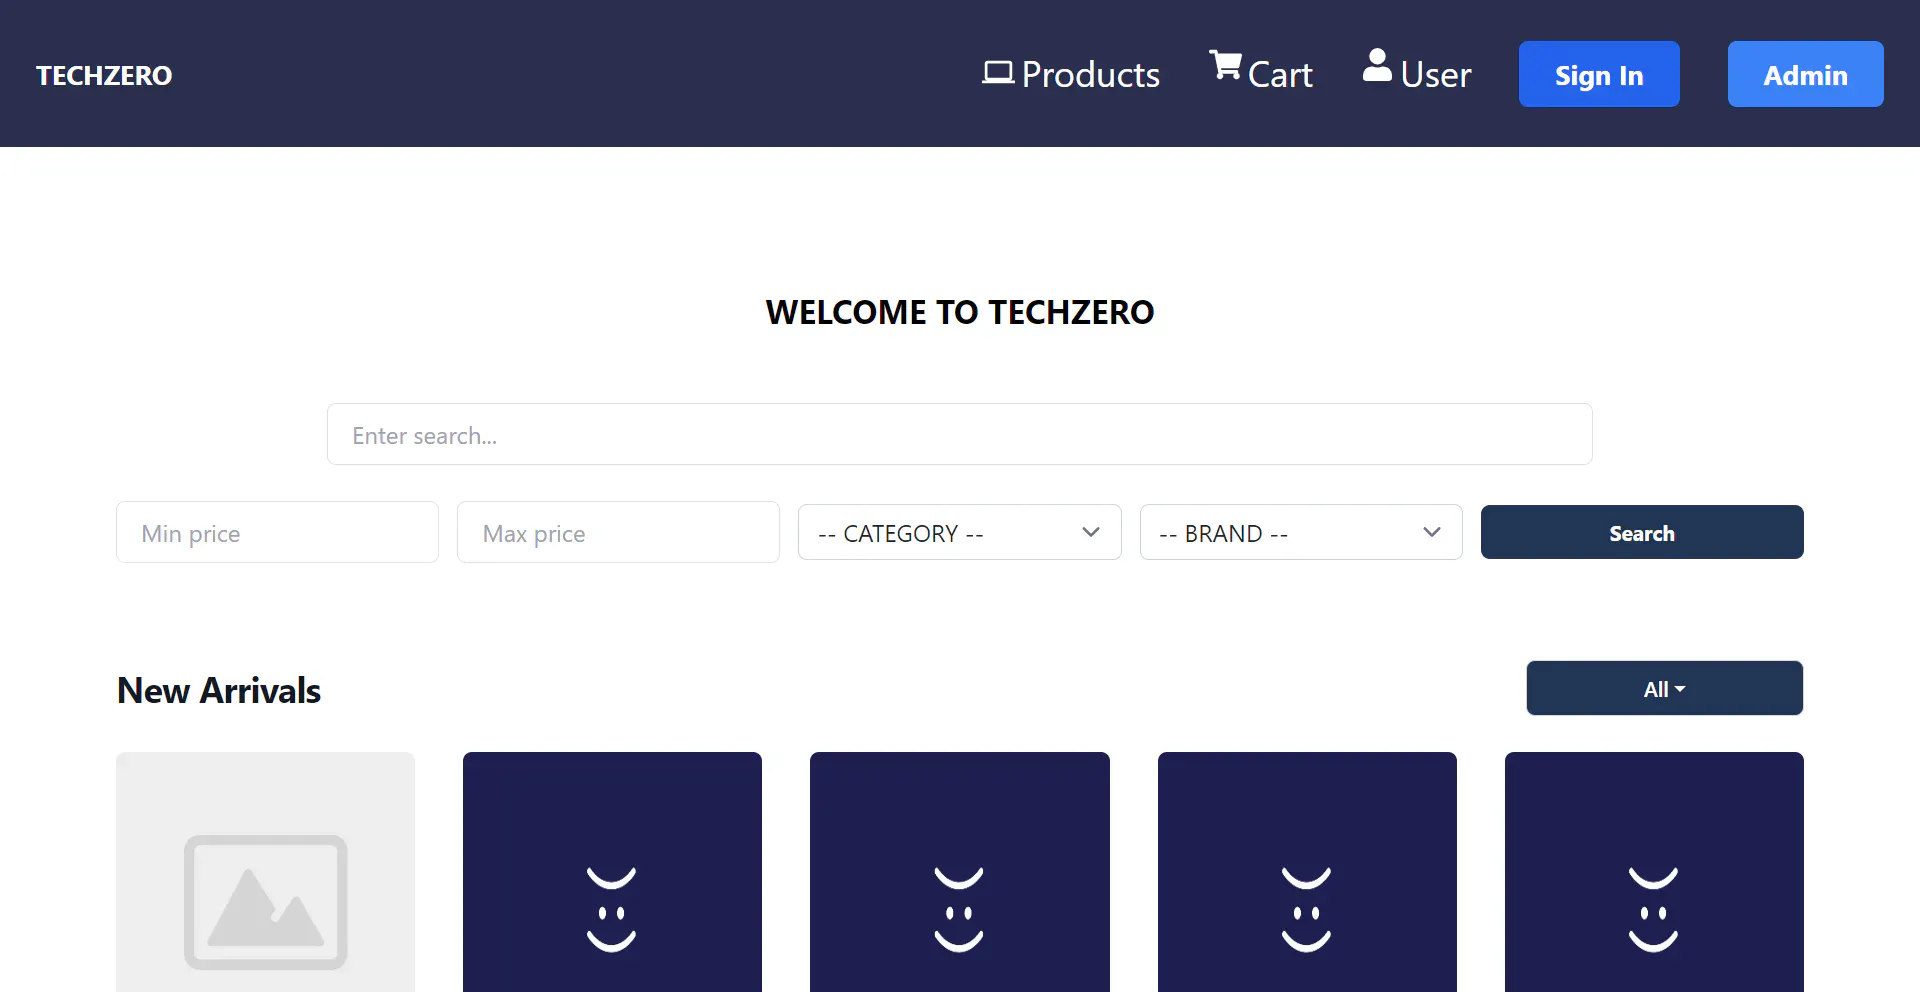 TECHZERO
Products
Cart
User
Sign In
Admin
WELCOME TO TECHZERO
Enter search...
Min price
Max price
-- CATEGORY --
-- BRAND --
Search
New Arrivals
All